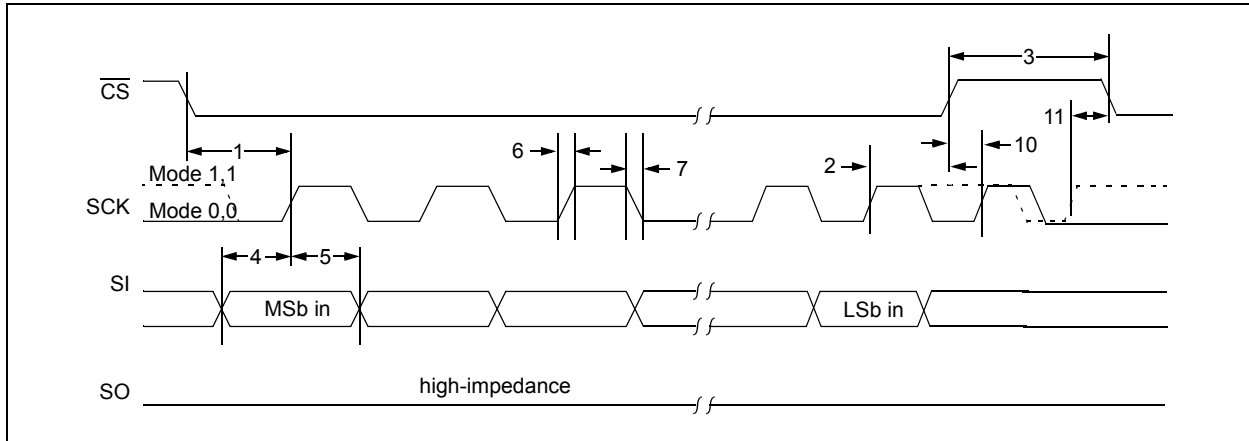 3
CS
11
1
6
10
Mode 1,1
2
7
SCK
Mode 0,0
4
5
SI
MSb in
LSb in
high-impedance
SO